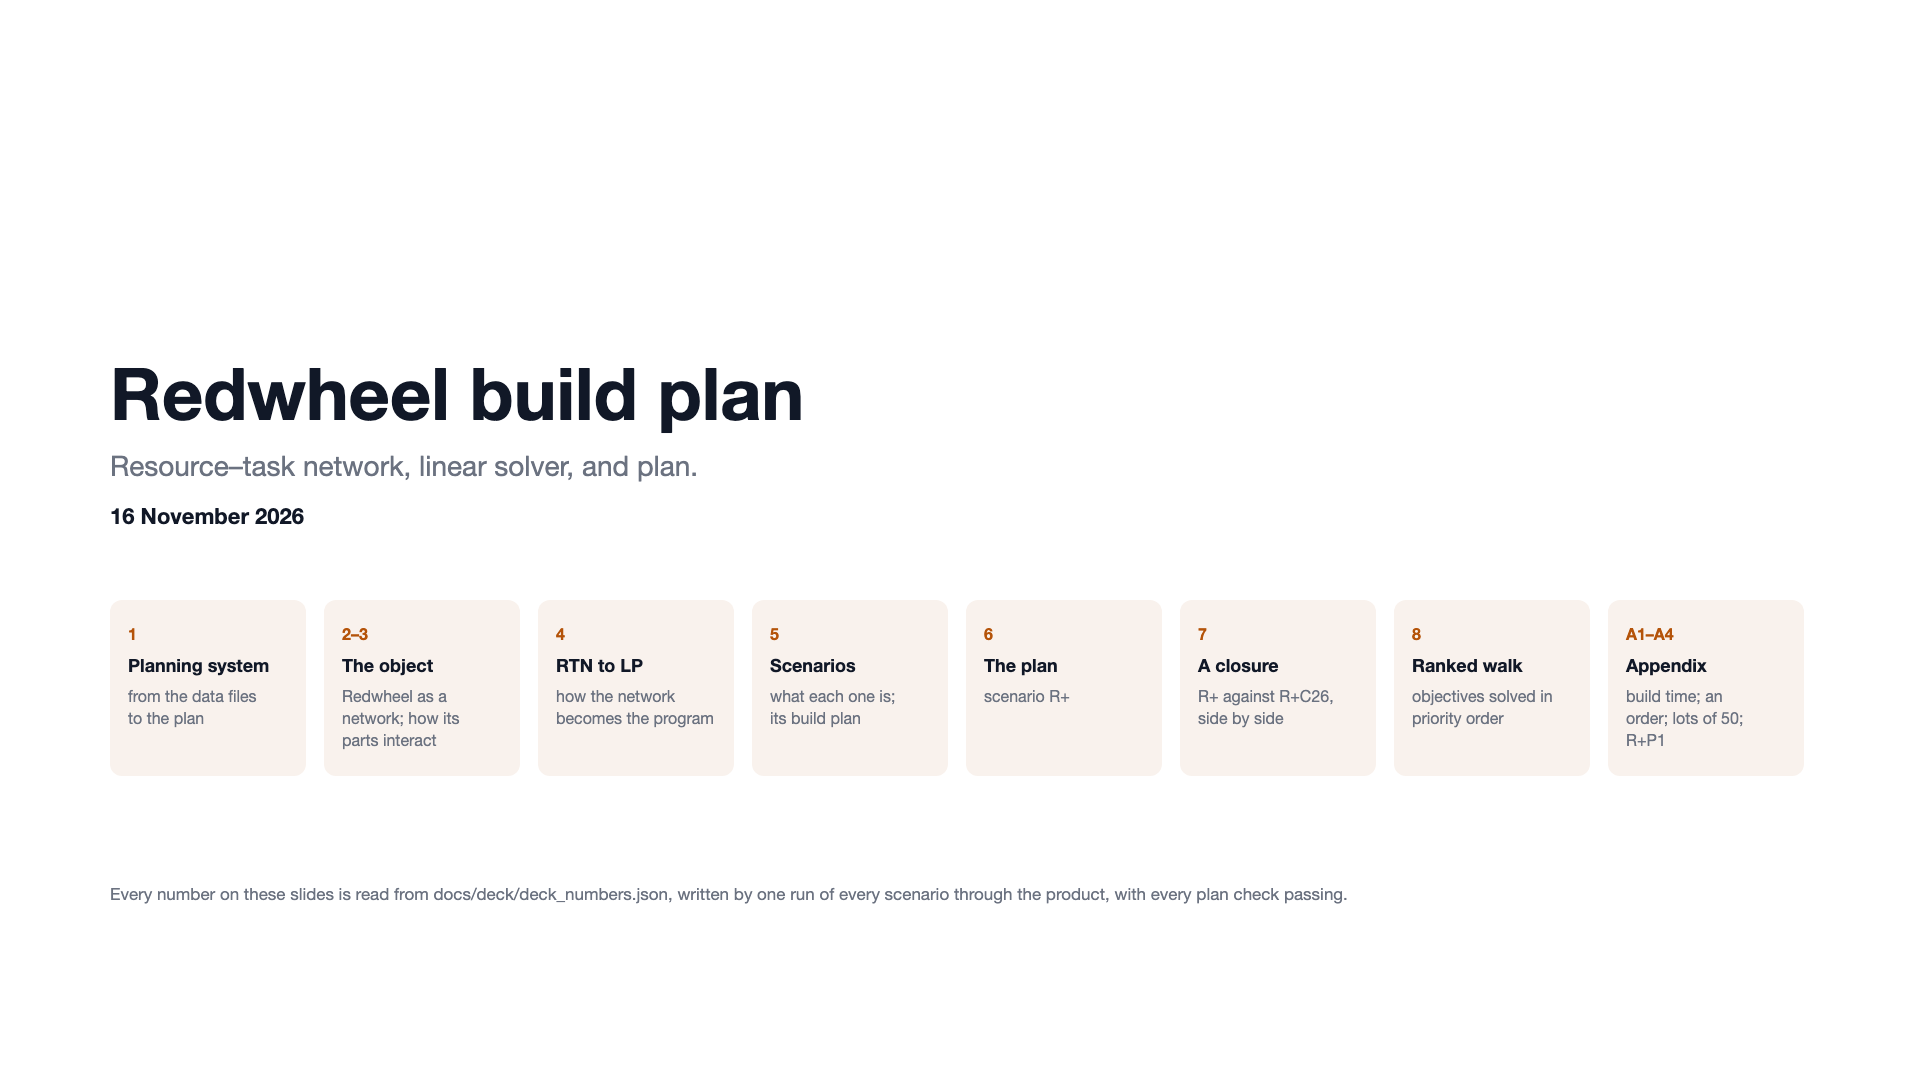 Redwheel build plan
Resource–task network, linear solver, and plan.
16 November 2026
1
Planning system
from the data files
to the plan
2–3
The object
Redwheel as a
network; how its
parts interact
4
RTN to LP
how the network
becomes the program
5
Scenarios
what each one is;
its build plan
6
The plan
scenario R+
7
A closure
R+ against R+C26,
side by side
8
Ranked walk
objectives solved in
priority order
A1–A4
Appendix
build time; an
order; lots of 50;
R+P1
Every number on these slides is read from docs/deck/deck_numbers.json, written by one run of every scenario through the product, with every plan check passing.